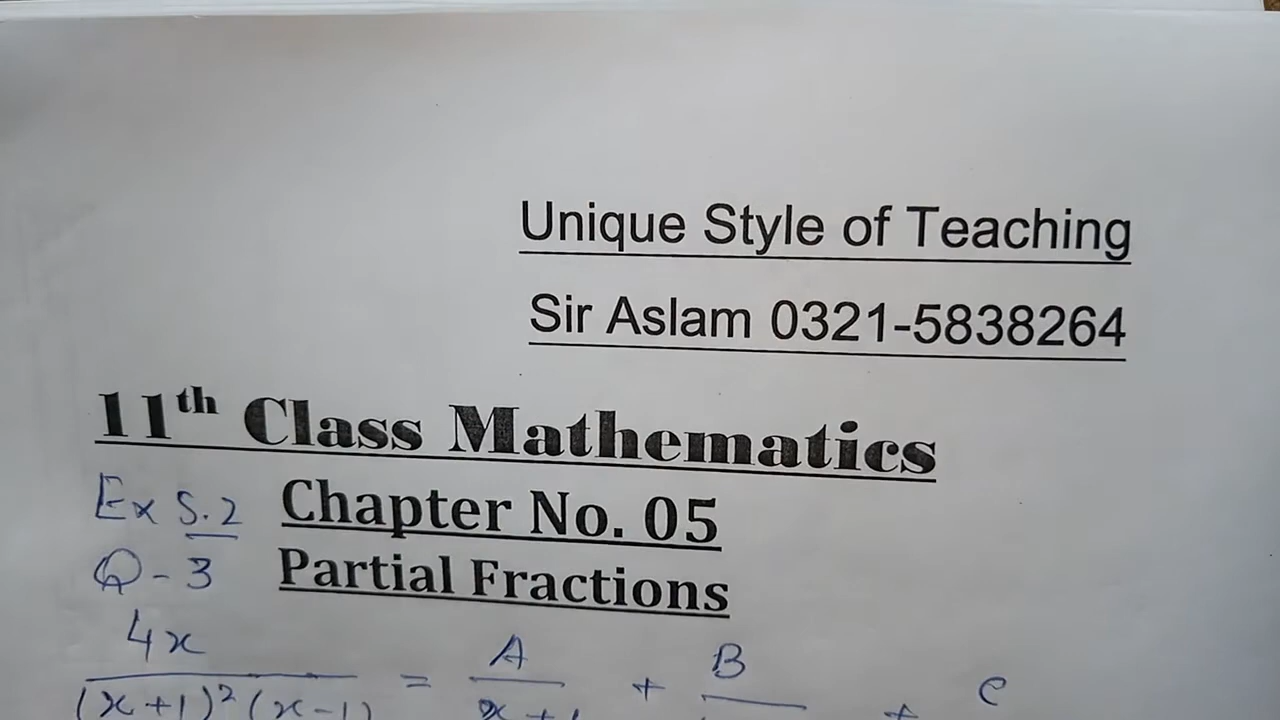 Unique Style of Teaching
Sir Aslam 0321-5838264
11th Class Mathematics
Ex 5.2 Chapter No. 05
Q-3 Partial Fractions
4x A B C
(x+1)²(x-1) = x+1 + +